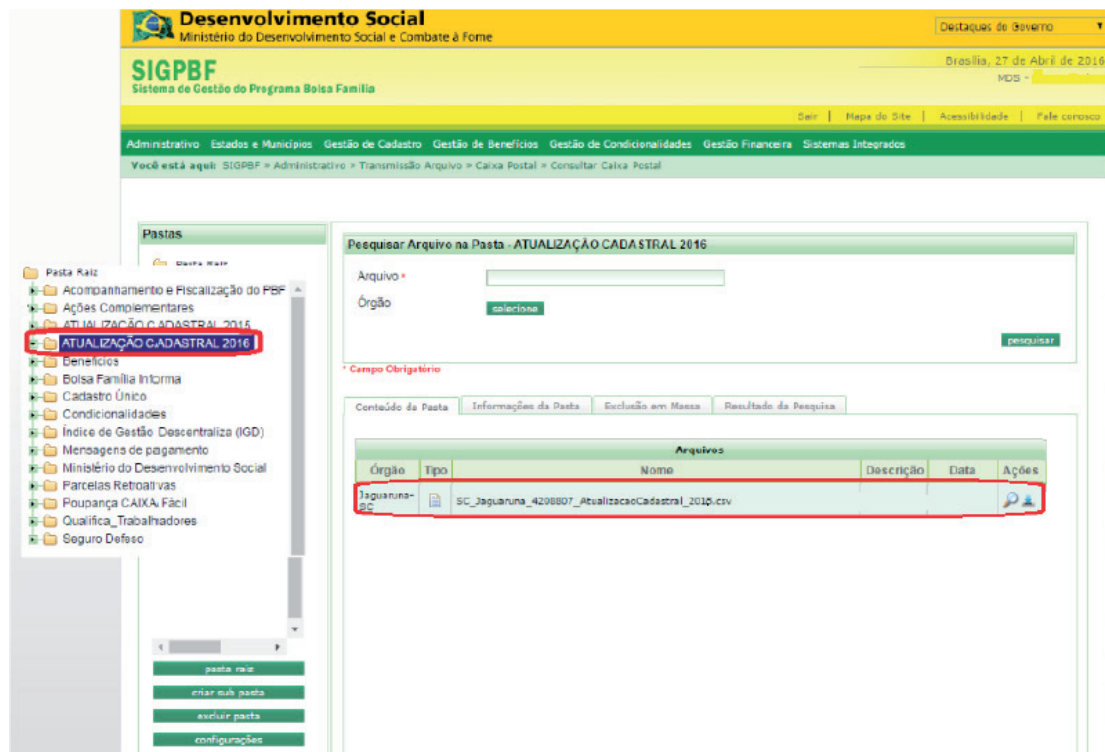 Desenvolvimento Social
Ministério do Desenvolvimento Social e Combate à Fome
Destaques do Governo
SIGPBF
Sistema de Gestão do Programa Bolsa Família
Brasília, 27 de Abril de 2016
MDS -
Sair | Mapa do Site | Acessibilidade | Fale conosco
Administrativo Estados e Municípios Gestão de Cadastro Gestão de Benefícios Gestão de Condicionalidades Gestão Financeira Sistemas Integrados
Você está aqui: SIGPBF » Administrativo » Transmissão Arquivo » Caixa Postal » Consultar Caixa Postal
Pastas
Pasta Raiz
Pasta Raiz
Acompanhamento e Fiscalização do PBF
Ações Complementares
ATUALIZAÇÃO CADASTRAL 2015
ATUALIZAÇÃO CADASTRAL 2016
Benefícios
Bolsa Família Informa
Cadastro Único
Condicionalidades
Índice de Gestão Descentraliza (IGD)
Mensagens de pagamento
Ministério do Desenvolvimento Social
Parcelas Retroativas
Poupança CAIXA Fácil
Qualifica_Trabalhadores
Seguro Defeso
pasta raiz
criar sub pasta
excluir pasta
configurações
Pesquisar Arquivo na Pasta - ATUALIZAÇÃO CADASTRAL 2016
Arquivo *
Órgão selecione
pesquisar
* Campo Obrigatório
Conteúdo da Pasta Informações da Pasta Exclusão em Massa Resultado da Pesquisa
Arquivos
Órgão Tipo Nome Descrição Data Ações
Jaguaruna-
SC
SC_Jaguaruna_4208807_AtualizacaoCadastral_2016.csv